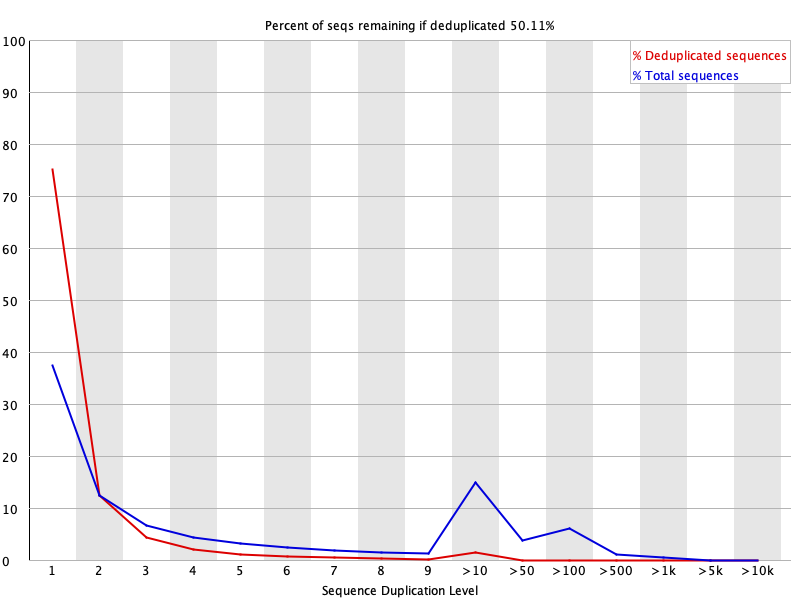 Percent of seqs remaining if deduplicated 50.11%
% Deduplicated sequences
% Total sequences
100
90
80
70
60
50
40
30
20
10
0
1 2 3 4 5 6 7 8 9 >10 >50 >100 >500 >1k >5k >10k
Sequence Duplication Level